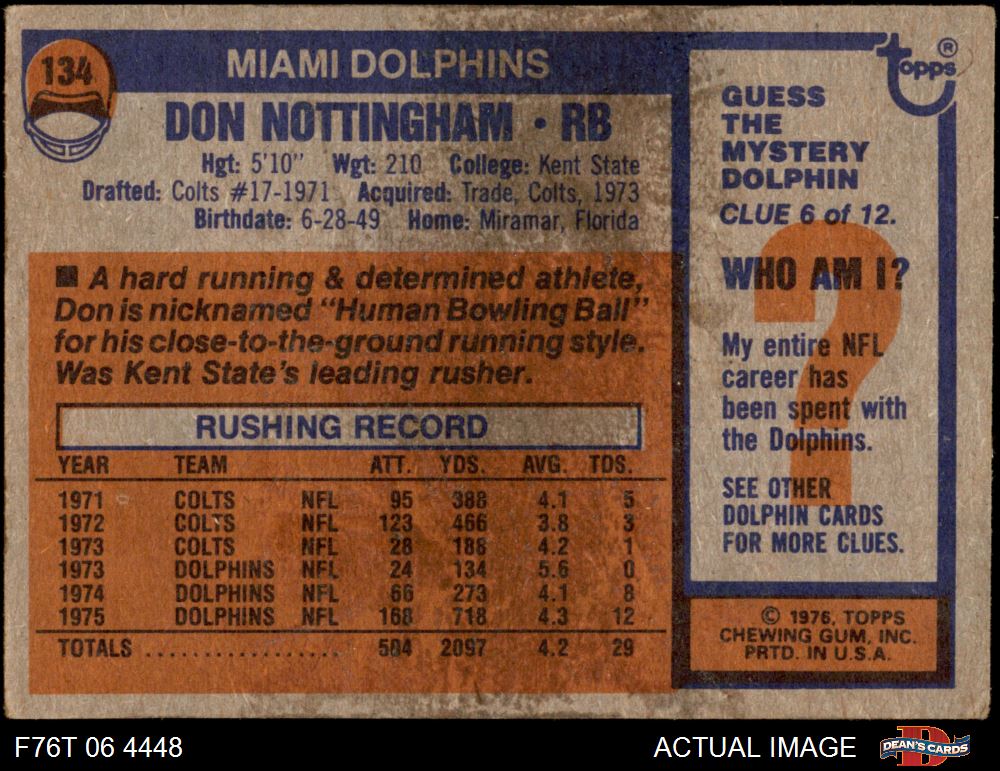 134
MIAMI DOLPHINS
DON NOTTINGHAM • RB
Hgt: 5'10" Wgt: 210 College: Kent State
Drafted: Colts #17-1971 Acquired: Trade, Colts, 1973
Birthdate: 6-28-49 Home: Miramar, Florida
■ A hard running & determined athlete,
Don is nicknamed "Human Bowling Ball"
for his close-to-the-ground running style.
Was Kent State's leading rusher.
RUSHING RECORD
YEAR TEAM ATT. YDS. AVG. TDS.
1971 COLTS NFL 95 388 4.1 5
1972 COLTS NFL 123 466 3.8 3
1973 COLTS NFL 28 188 4.2 1
1973 DOLPHINS NFL 24 134 5.6 0
1974 DOLPHINS NFL 66 273 4.1 8
1975 DOLPHINS NFL 168 718 4.3 12
TOTALS .................. 504 2097 4.2 29
topps®
GUESS
THE
MYSTERY
DOLPHIN
CLUE 6 of 12.
?
WHO AM I?
My entire NFL
career has
been spent with
the Dolphins.
SEE OTHER
DOLPHIN CARDS
FOR MORE CLUES.
© 1976, TOPPS
CHEWING GUM, INC.
PRTD. IN U.S.A.
F76T 06 4448
ACTUAL IMAGE
DEAN'S CARDS